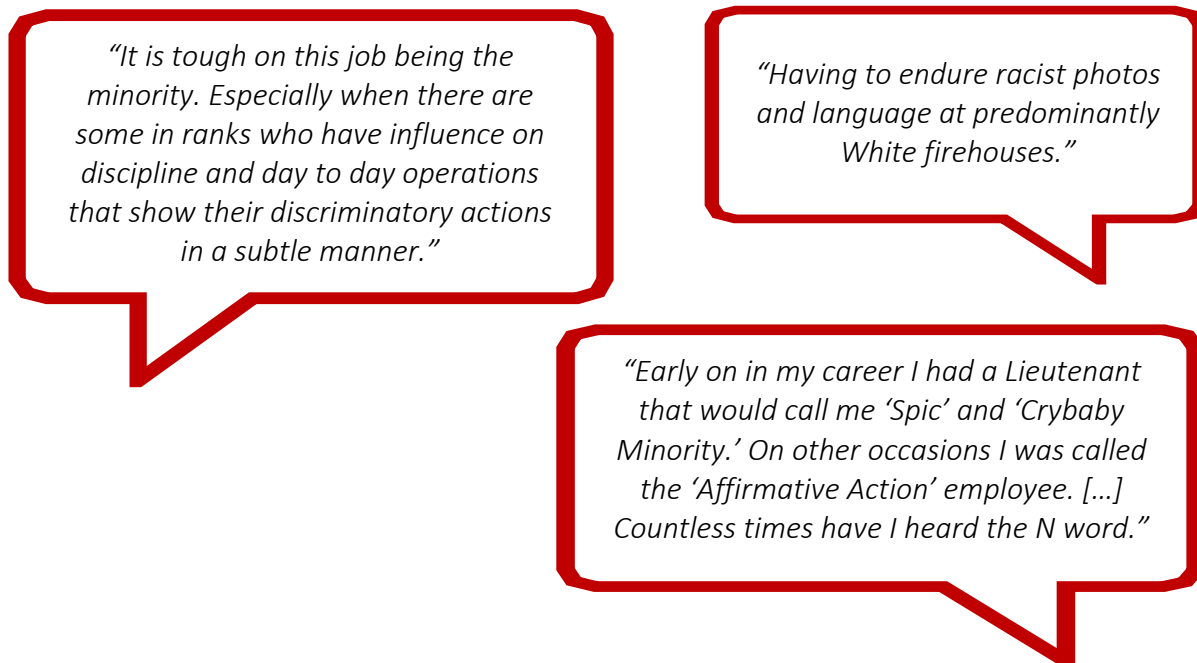 “It is tough on this job being the
minority. Especially when there are
some in ranks who have influence on
discipline and day to day operations
that show their discriminatory actions
in a subtle manner.”
“Having to endure racist photos
and language at predominantly
White firehouses.”
“Early on in my career I had a Lieutenant
that would call me ‘Spic’ and ‘Crybaby
Minority.’ On other occasions I was called
the ‘Affirmative Action’ employee. […]
Countless times have I heard the N word.”